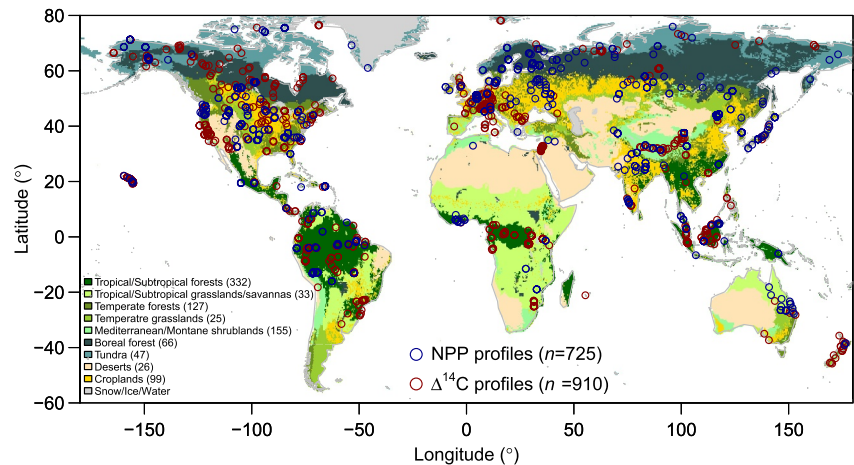 80
60
40
20
0
−20
−40
−60
Latitude (°)
Tropical/Subtropical forests (332)
Tropical/Subtropical grasslands/savannas (33)
Temperate forests (127)
Temperatre grasslands (25)
Mediterranean/Montane shrublands (155)
Boreal forest (66)
Tundra (47)
Deserts (26)
Croplands (99)
Snow/Ice/Water
NPP profiles (n=725)
Δ¹⁴C profiles (n =910)
−150 −100 −50 0 50 100 150
Longitude (°)